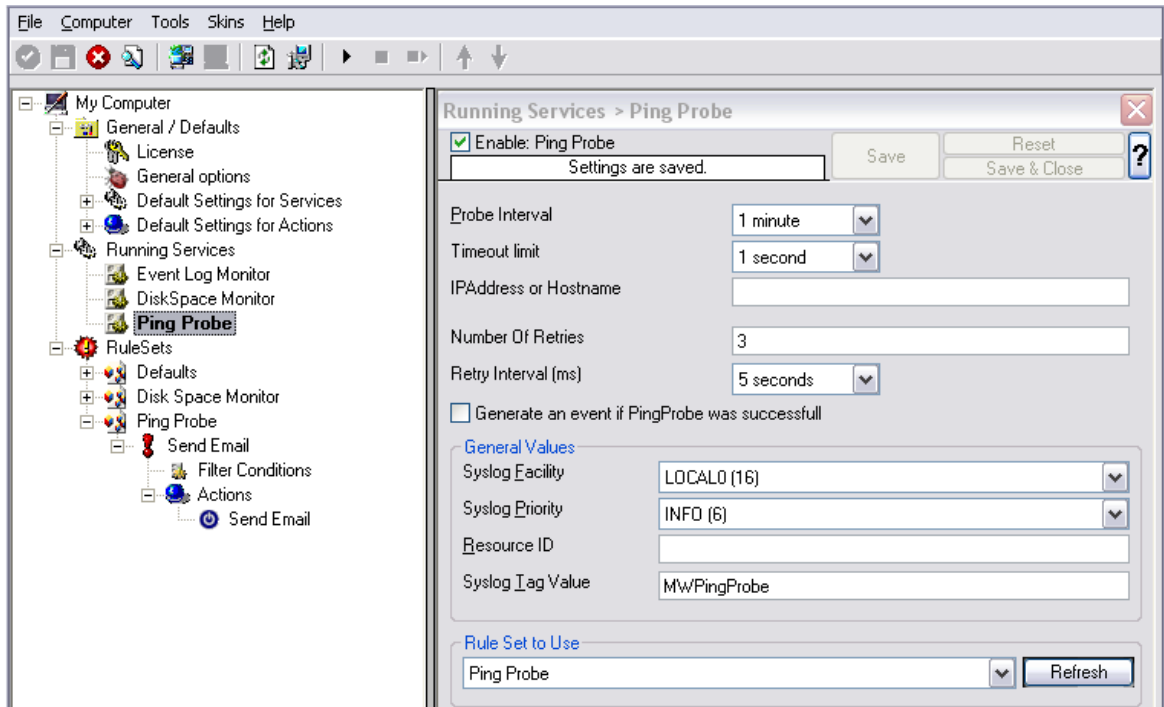 File Computer Tools Skins Help
My Computer
General / Defaults
License
General options
Default Settings for Services
Default Settings for Actions
Running Services
Event Log Monitor
DiskSpace Monitor
Ping Probe
RuleSets
Defaults
Disk Space Monitor
Ping Probe
Send Email
Filter Conditions
Actions
Send Email
Running Services > Ping Probe
Enable: Ping Probe
Settings are saved.
Save
Reset
Save & Close
?
Probe Interval 1 minute
Timeout limit 1 second
IPAddress or Hostname
Number Of Retries 3
Retry Interval (ms) 5 seconds
Generate an event if PingProbe was successfull
General Values
Syslog Facility LOCAL0 (16)
Syslog Priority INFO (6)
Resource ID
Syslog Tag Value MWPingProbe
Rule Set to Use
Ping Probe Refresh